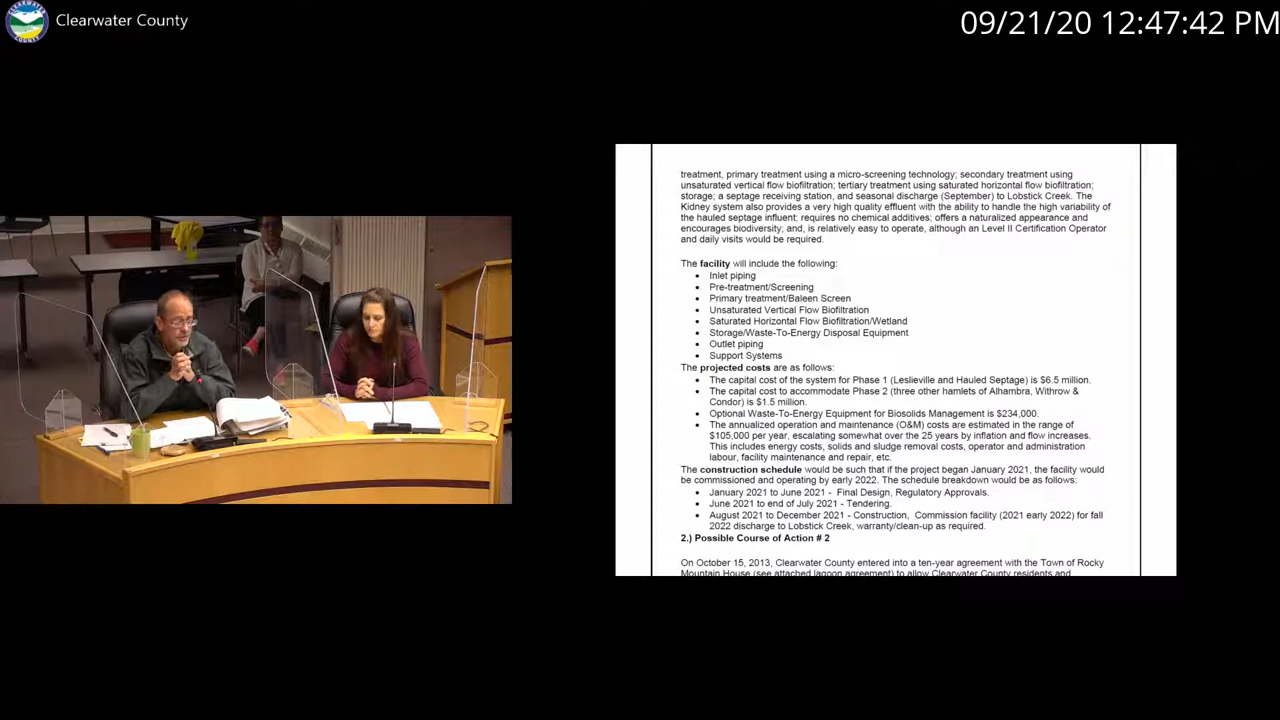 Clearwater County
09/21/20 12:47:42 PM
treatment, primary treatment using a micro-screening technology; secondary treatment using
unsaturated vertical flow biofiltration; tertiary treatment using saturated horizontal flow biofiltration;
storage; a septage receiving station, and seasonal discharge (September) to Lobstick Creek. The
Kidney system also provides a very high quality effluent with the ability to handle the high variability of
the hauled septage influent; requires no chemical additives; offers a naturalized appearance and
encourages biodiversity; and, is relatively easy to operate, although an Level II Certification Operator
and daily visits would be required.
The facility will include the following:
• Inlet piping
• Pre-treatment/Screening
• Primary treatment/Baleen Screen
• Unsaturated Vertical Flow Biofiltration
• Saturated Horizontal Flow Biofiltration/Wetland
• Storage/Waste-To-Energy Disposal Equipment
• Outlet piping
• Support Systems
The projected costs are as follows:
• The capital cost of the system for Phase 1 (Leslieville and Hauled Septage) is $6.5 million.
• The capital cost to accommodate Phase 2 (three other hamlets of Alhambra, Withrow &
Condor) is $1.5 million.
• Optional Waste-To-Energy Equipment for Biosolids Management is $234,000.
• The annualized operation and maintenance (O&M) costs are estimated in the range of
$105,000 per year, escalating somewhat over the 25 years by inflation and flow increases.
This includes energy costs, solids and sludge removal costs, operator and administration
labour, facility maintenance and repair, etc.
The construction schedule would be such that if the project began January 2021, the facility would
be commissioned and operating by early 2022. The schedule breakdown would be as follows:
• January 2021 to June 2021 - Final Design, Regulatory Approvals.
• June 2021 to end of July 2021 - Tendering.
• August 2021 to December 2021 - Construction, Commission facility (2021 early 2022) for fall
2022 discharge to Lobstick Creek, warranty/clean-up as required.
2.) Possible Course of Action # 2
On October 15, 2013, Clearwater County entered into a ten-year agreement with the Town of Rocky
Mountain House (see attached lagoon agreement) to allow Clearwater County residents and